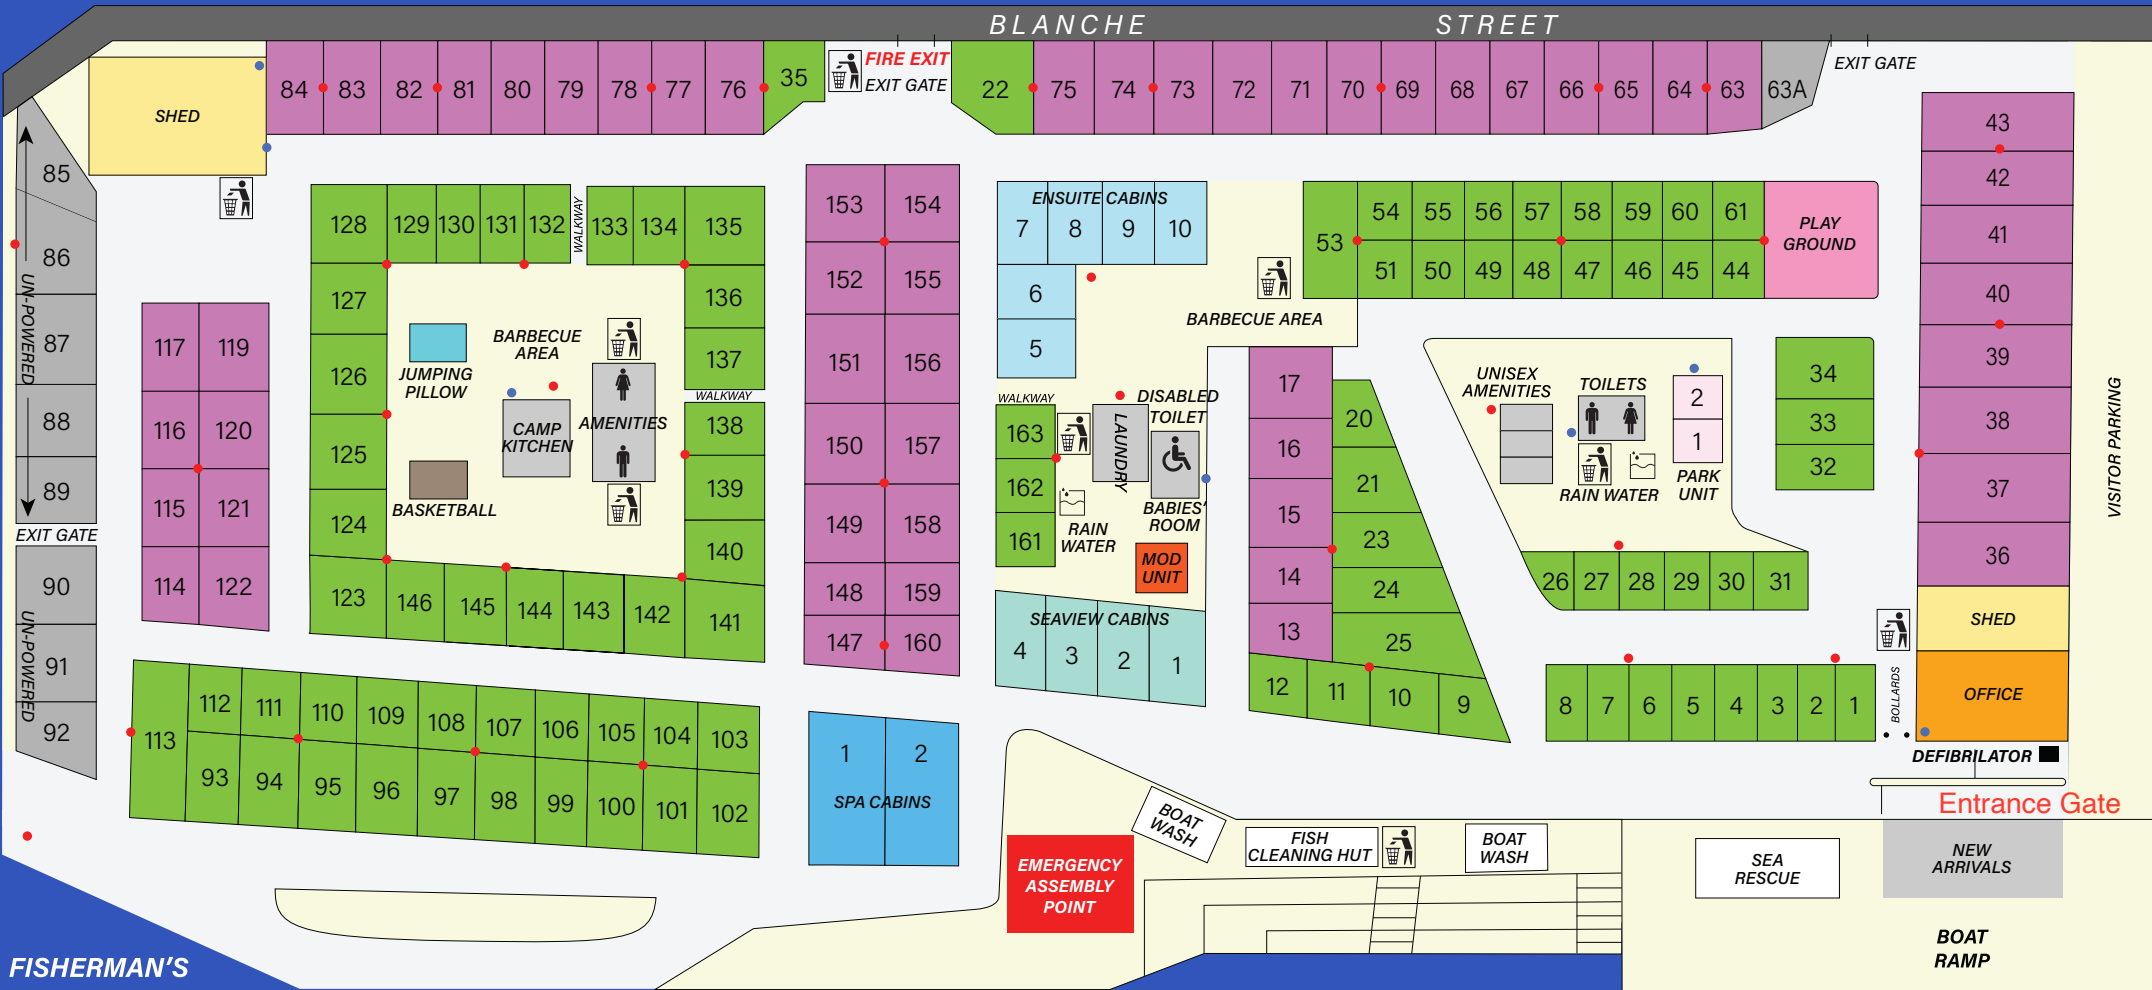 BLANCHE STREET
84 83 82 81 80 79 78 77 76 35
FIRE EXIT
EXIT GATE
22 75 74 73 72 71 70 69 68 67 66 65 64 63 63A
EXIT GATE
SHED
85
86
87
88
89
UN-POWERED
EXIT GATE
90
91
92
UN-POWERED
117 119
116 120
115 121
114 122
128 129 130 131 132
WALKWAY
133 134 135
127
126
125
124
123 146 145 144 143 142 141
136
137
WALKWAY
138
139
140
JUMPING
PILLOW
BARBECUE
AREA
CAMP
KITCHEN
AMENITIES
BASKETBALL
153 154
152 155
151 156
150 157
149 158
148 159
147 160
ENSUITE CABINS
7 8 9 10
6
5
WALKWAY
163
162
161
LAUNDRY
DISABLED
TOILET
BABIES'
ROOM
RAIN
WATER
MOD
UNIT
SEAVIEW CABINS
4 3 2 1
BARBECUE AREA
53 54 55 56 57 58 59 60 61
51 50 49 48 47 46 45 44
PLAY
GROUND
17
16
15
14
13
20
21
23
24
25
12 11 10 9
UNISEX
AMENITIES
TOILETS
RAIN WATER
2
1
PARK
UNIT
34
33
32
26 27 28 29 30 31
8 7 6 5 4 3 2 1
BOLLARDS
43
42
41
40
39
38
37
36
SHED
OFFICE
VISITOR PARKING
DEFIBRILATOR
Entrance Gate
113 112 111 110 109 108 107 106 105 104 103
93 94 95 96 97 98 99 100 101 102
1 2
SPA CABINS
EMERGENCY
ASSEMBLY
POINT
BOAT
WASH
FISH
CLEANING HUT
BOAT
WASH
SEA
RESCUE
NEW
ARRIVALS
BOAT
RAMP
FISHERMAN'S